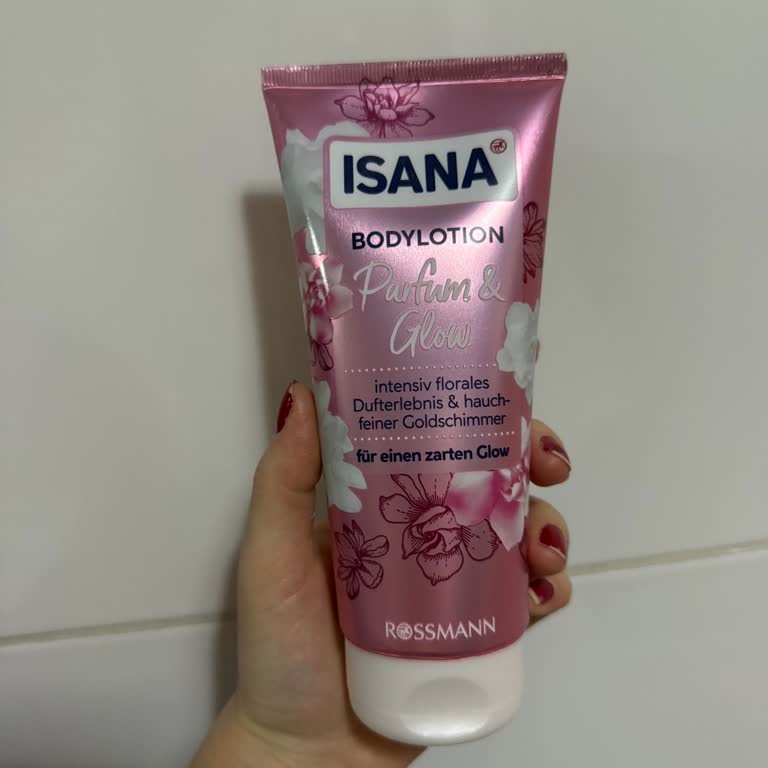 ISANA
BODYLOTION
Parfum &
Glow
intensiv florales
Dufterlebnis & hauch-
feiner Goldschimmer
für einen zarten Glow
ROSSMANN